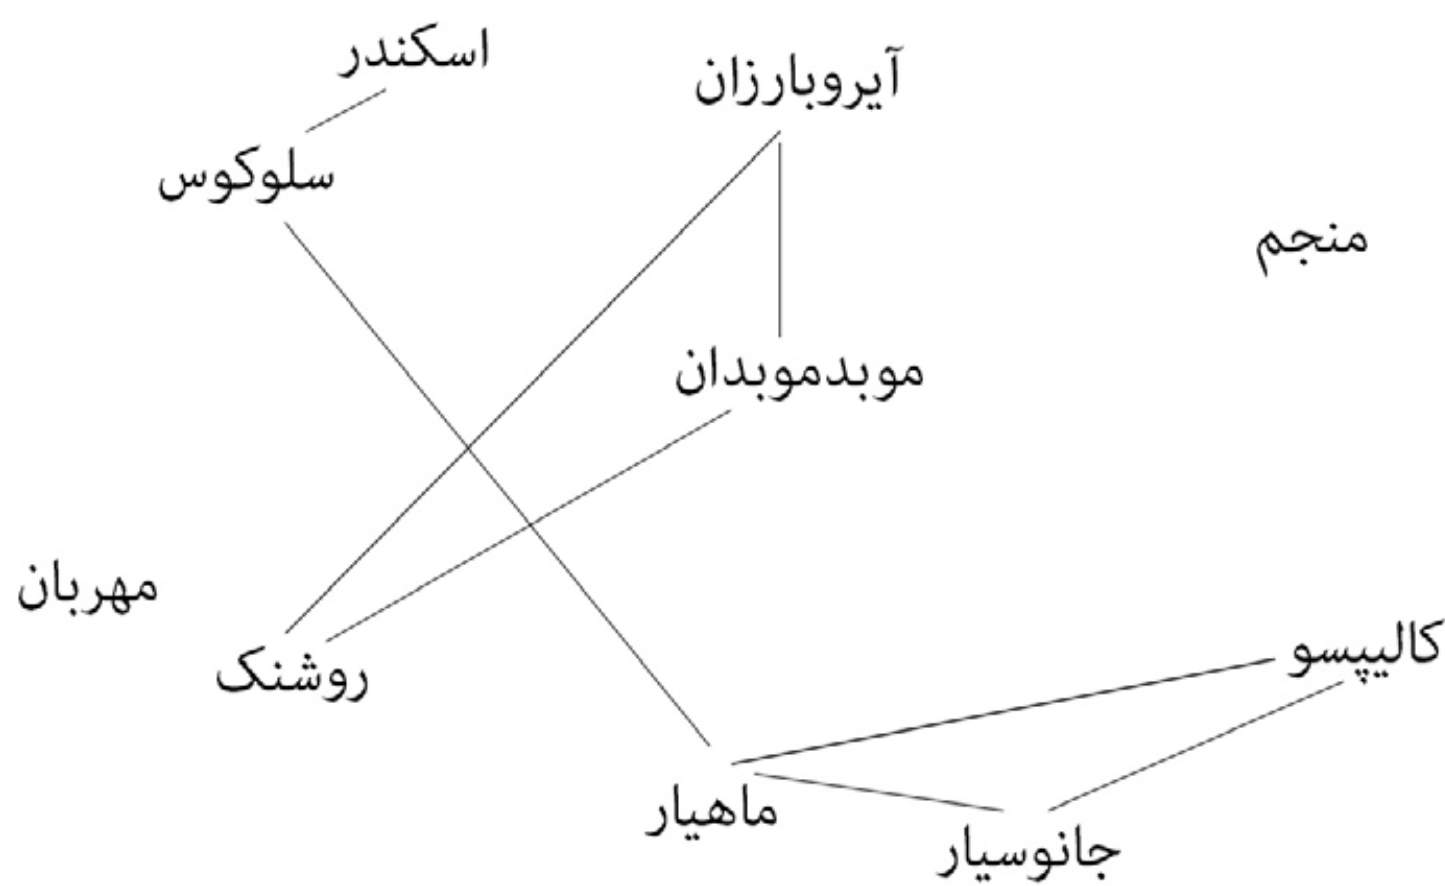 اسکندر
آیروبارزان
سلوکوس
منجم
موبدموبدان
مهربان
روشنک
کالیپسو
ماهیار
جانوسیار